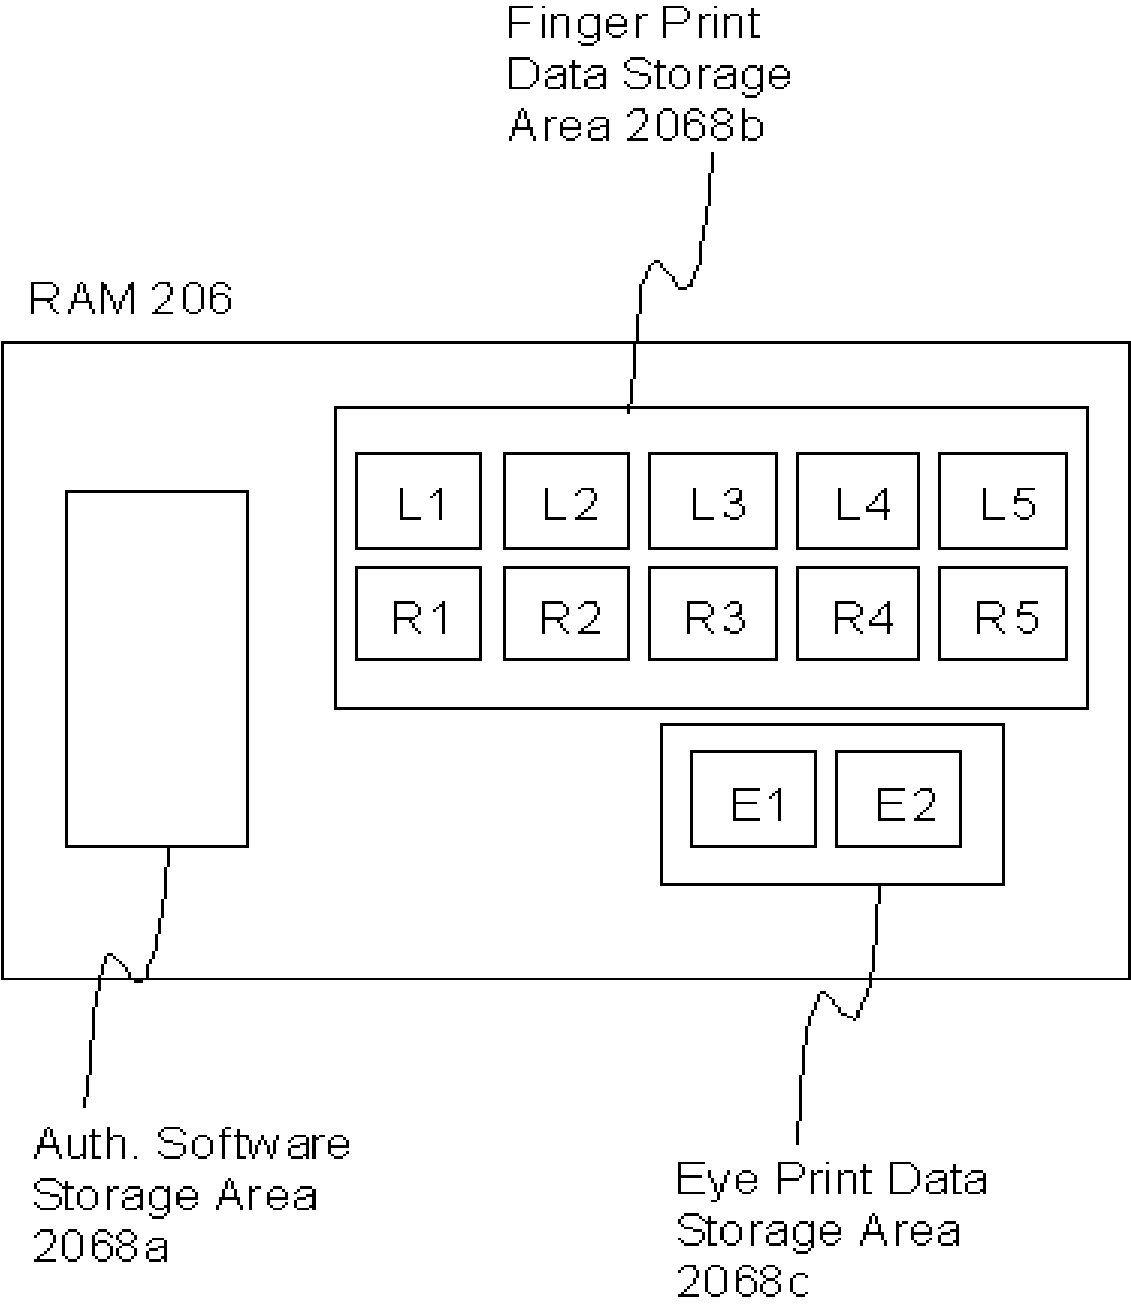 Finger Print
Data Storage
Area 2068b
RAM 206
L1 L2 L3 L4 L5
R1 R2 R3 R4 R5
E1 E2
Auth. Software
Storage Area
2068a
Eye Print Data
Storage Area
2068c